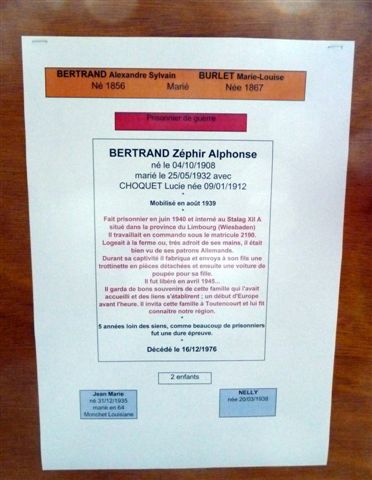 BERTRAND Alexandre Sylvain BURLET Marie-Louise
Né 1856 Marié Née 1867
Prisonnier de guerre
BERTRAND Zéphir Alphonse
né le 04/10/1908
marié le 25/05/1932 avec
CHOQUET Lucie née 09/01/1912
*
Mobilisé en août 1939
*
Fait prisonnier en juin 1940 et interné au Stalag XII A
situé dans la province du Limbourg (Wiesbaden)
Il travaillait en commando sous le matricule 2190.
Logeait à la ferme ou, très adroit de ses mains, il était
bien vu de ses patrons Allemands.
Durant sa captivité il fabriqua et envoya à son fils une
trottinette en pièces détachées et ensuite une voiture de
poupée pour sa fille.
Il fut libéré en avril 1945...
Il garda de bons souvenirs de cette famille qui l'avait
accueilli et des liens s'établirent ; un début d'Europe
avant l'heure. Il invita cette famille à Toutencourt et lui fit
connaître notre région.
*
5 années loin des siens, comme beaucoup de prisonniers
fut une dure épreuve.
*
Décédé le 16/12/1976
2 enfants
Jean Marie
né 31/12/1935
marié en 64
Monchet Louisiane
NELLY
née 20/03/1938